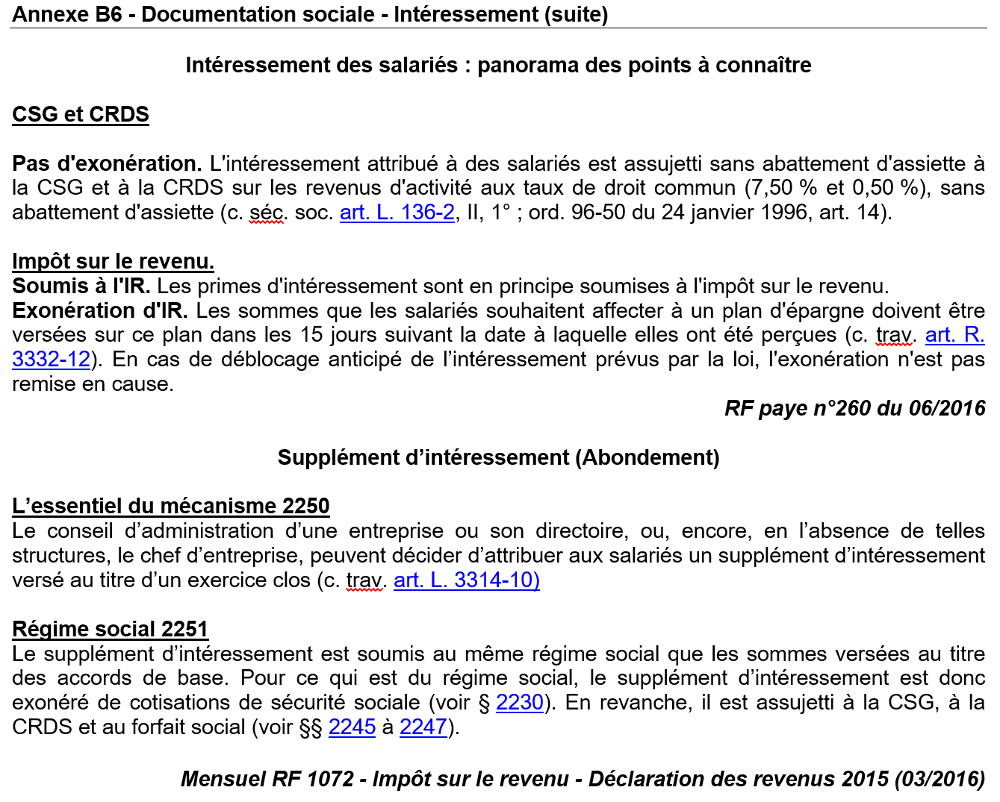 Annexe B6 - Documentation sociale - Intéressement (suite)
Intéressement des salariés : panorama des points à connaître
CSG et CRDS
Pas d'exonération. L'intéressement attribué à des salariés est assujetti sans abattement d'assiette à
la CSG et à la CRDS sur les revenus d'activité aux taux de droit commun (7,50 % et 0,50 %), sans
abattement d'assiette (c. séc. soc. art. L. 136-2, II, 1° ; ord. 96-50 du 24 janvier 1996, art. 14).
Impôt sur le revenu.
Soumis à l'IR. Les primes d'intéressement sont en principe soumises à l'impôt sur le revenu.
Exonération d'IR. Les sommes que les salariés souhaitent affecter à un plan d'épargne doivent être
versées sur ce plan dans les 15 jours suivant la date à laquelle elles ont été perçues (c. trav. art. R.
3332-12). En cas de déblocage anticipé de l’intéressement prévus par la loi, l'exonération n'est pas
remise en cause.
RF paye n°260 du 06/2016
Supplément d’intéressement (Abondement)
L’essentiel du mécanisme 2250
Le conseil d’administration d’une entreprise ou son directoire, ou, encore, en l’absence de telles
structures, le chef d’entreprise, peuvent décider d’attribuer aux salariés un supplément d’intéressement
versé au titre d’un exercice clos (c. trav. art. L. 3314-10)
Régime social 2251
Le supplément d’intéressement est soumis au même régime social que les sommes versées au titre
des accords de base. Pour ce qui est du régime social, le supplément d’intéressement est donc
exonéré de cotisations de sécurité sociale (voir § 2230). En revanche, il est assujetti à la CSG, à la
CRDS et au forfait social (voir §§ 2245 à 2247).
Mensuel RF 1072 - Impôt sur le revenu - Déclaration des revenus 2015 (03/2016)